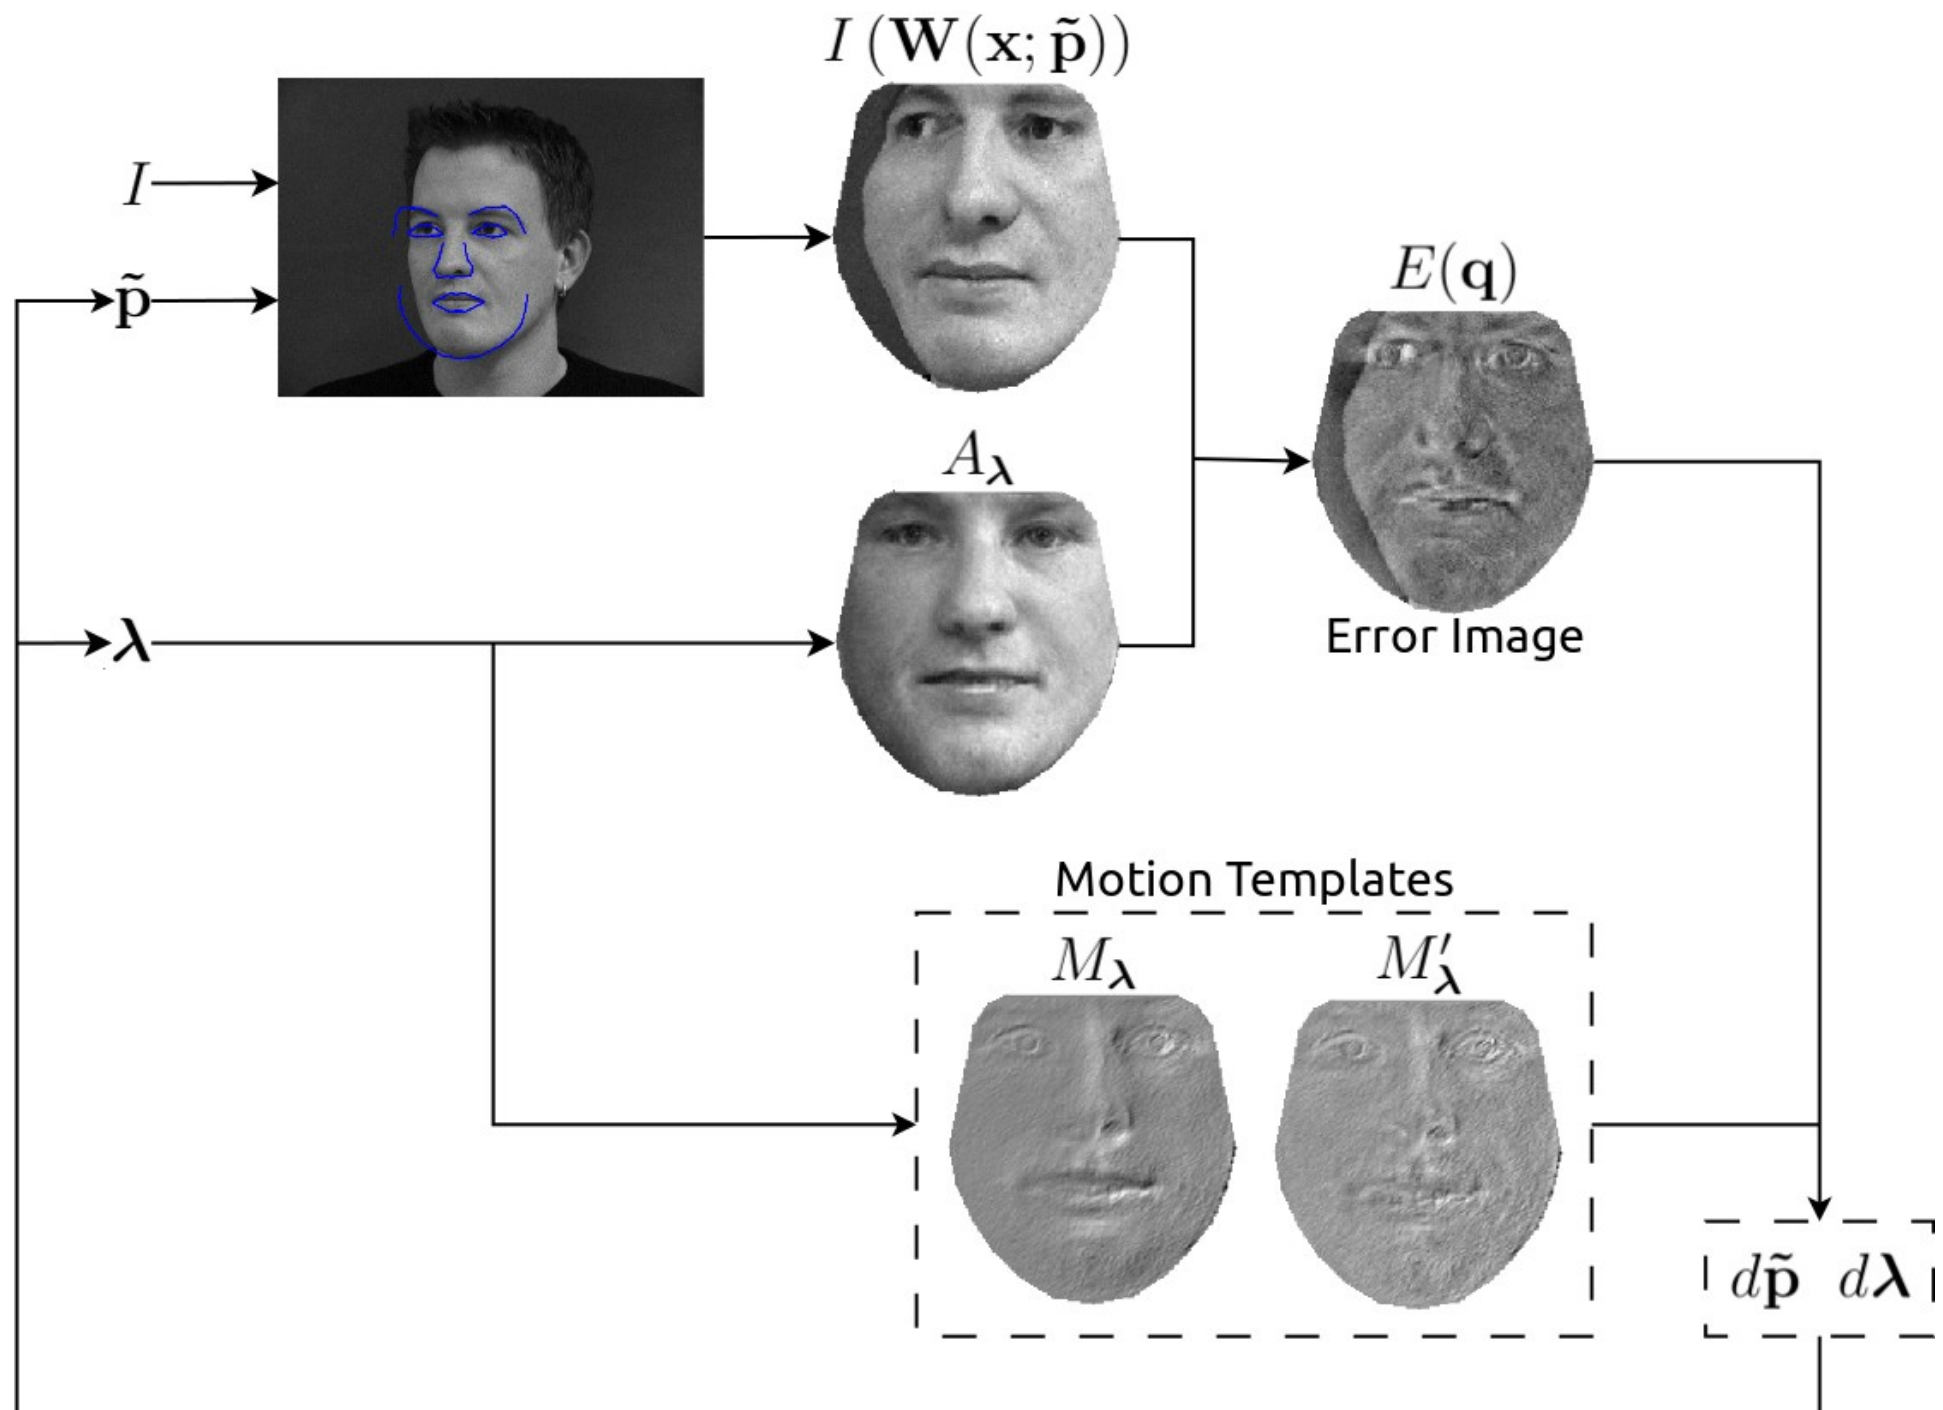 I (W(x; p̃))
I
p̃
E(q)
A_λ
λ
Error Image
Motion Templates
M_λ M′_λ
dp̃ dλ